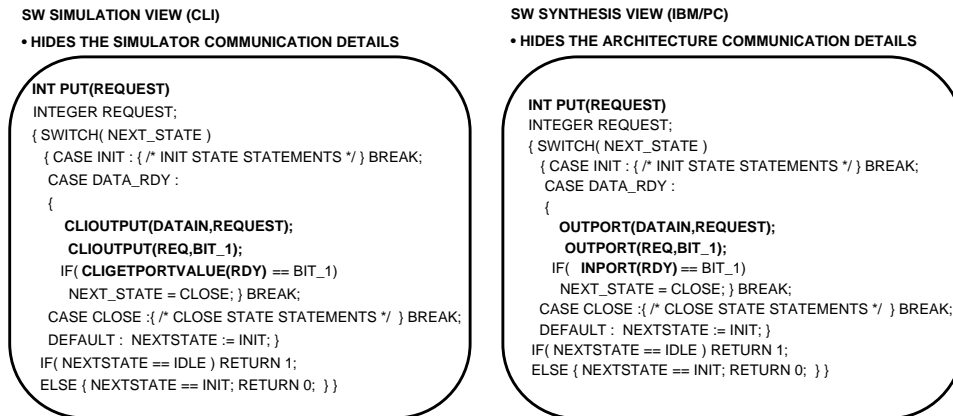 SW SIMULATION VIEW (CLI)
• HIDES THE SIMULATOR COMMUNICATION DETAILS
INT PUT(REQUEST)
INTEGER REQUEST;
{ SWITCH( NEXT_STATE )
{ CASE INIT : { /* INIT STATE STATEMENTS */ } BREAK;
CASE DATA_RDY :
{
CLIOUTPUT(DATAIN,REQUEST);
CLIOUTPUT(REQ,BIT_1);
IF( CLIGETPORTVALUE(RDY) == BIT_1)
NEXT_STATE = CLOSE; } BREAK;
CASE CLOSE :{ /* CLOSE STATE STATEMENTS */ } BREAK;
DEFAULT : NEXTSTATE := INIT; }
IF( NEXTSTATE == IDLE ) RETURN 1;
ELSE { NEXTSTATE == INIT; RETURN 0; } }
SW SYNTHESIS VIEW (IBM/PC)
• HIDES THE ARCHITECTURE COMMUNICATION DETAILS
INT PUT(REQUEST)
INTEGER REQUEST;
{ SWITCH( NEXT_STATE )
{ CASE INIT : { /* INIT STATE STATEMENTS */ } BREAK;
CASE DATA_RDY :
{
OUTPORT(DATAIN,REQUEST);
OUTPORT(REQ,BIT_1);
IF( INPORT(RDY) == BIT_1)
NEXT_STATE = CLOSE; } BREAK;
CASE CLOSE :{ /* CLOSE STATE STATEMENTS */ } BREAK;
DEFAULT : NEXTSTATE := INIT; }
IF( NEXTSTATE == IDLE ) RETURN 1;
ELSE { NEXTSTATE == INIT; RETURN 0; } }